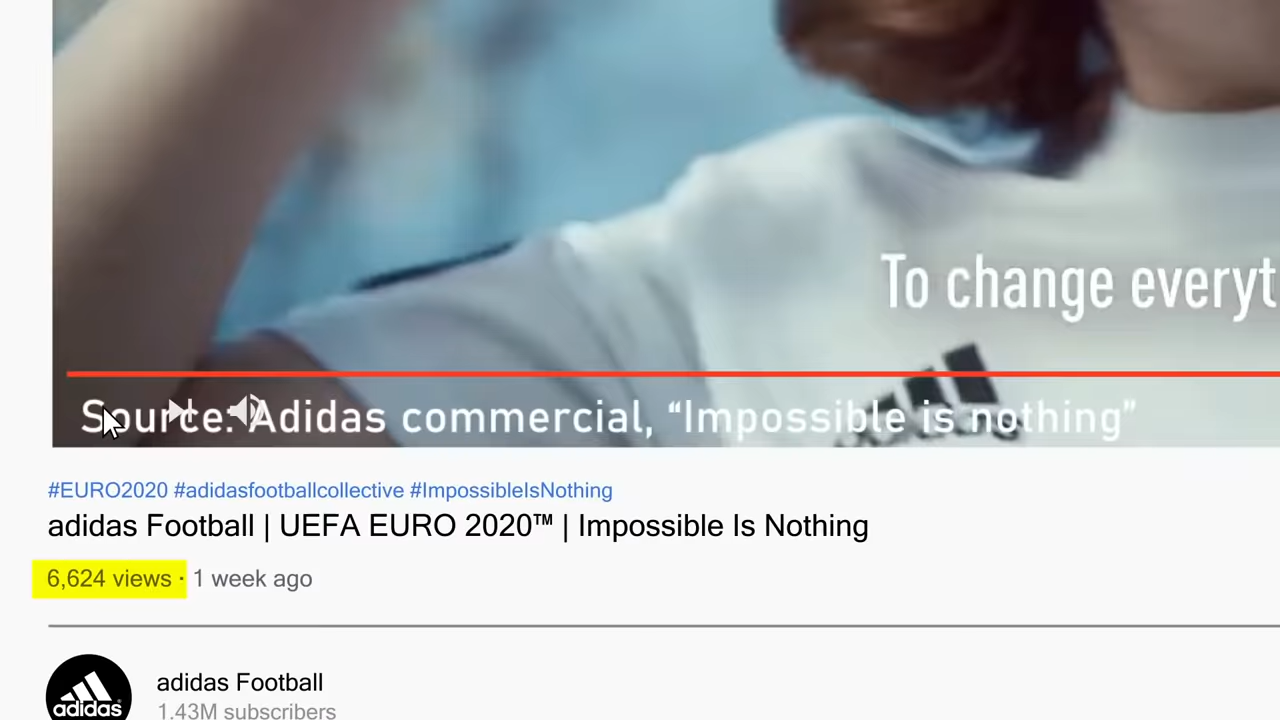 To change everyt
Source: Adidas commercial, “Impossible is nothing”
#EURO2020 #adidasfootballcollective #ImpossibleIsNothing
adidas Football | UEFA EURO 2020™ | Impossible Is Nothing
6,624 views · 1 week ago
adidas Football
adidas
1.43M subscribers